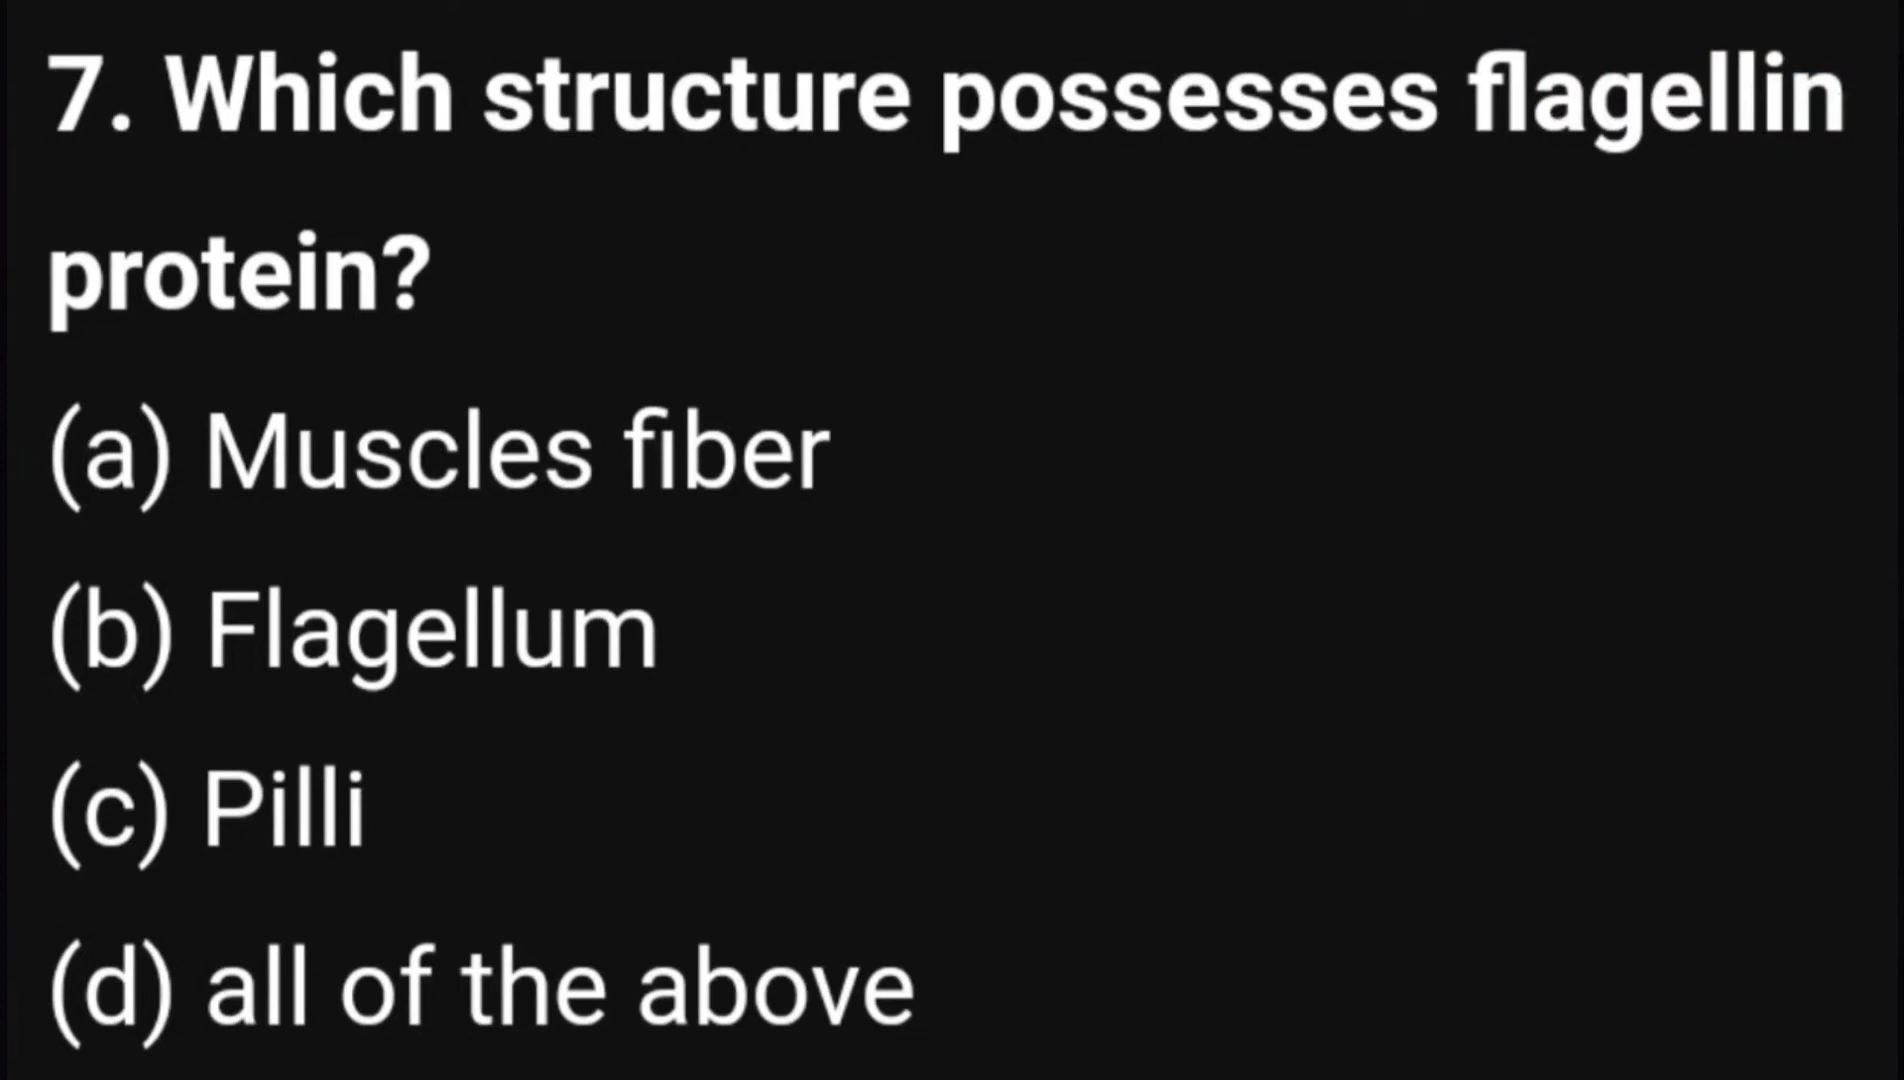 7. Which structure possesses flagellin
protein?
(a) Muscles fiber
(b) Flagellum
(c) Pilli
(d) all of the above